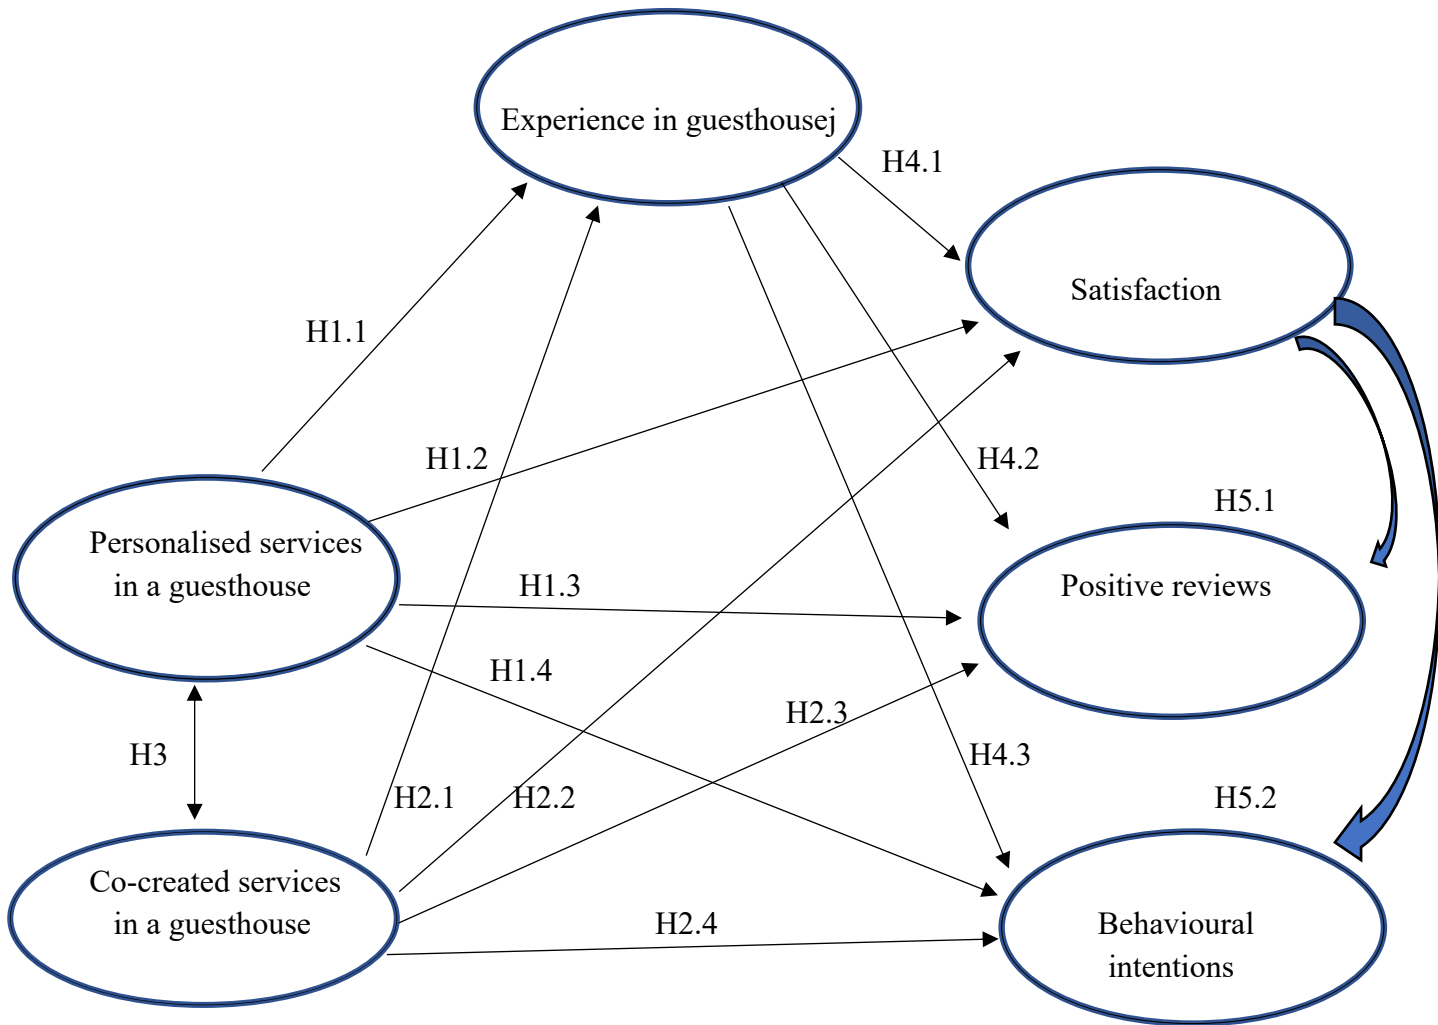 Experience in guesthousej
H4.1
Satisfaction
H1.1
H1.2
H4.2
H5.1
Personalised services
in a guesthouse
H1.3
Positive reviews
H1.4
H2.3
H3
H4.3
H2.1
H2.2
H5.2
Co-created services
in a guesthouse
H2.4
Behavioural
intentions